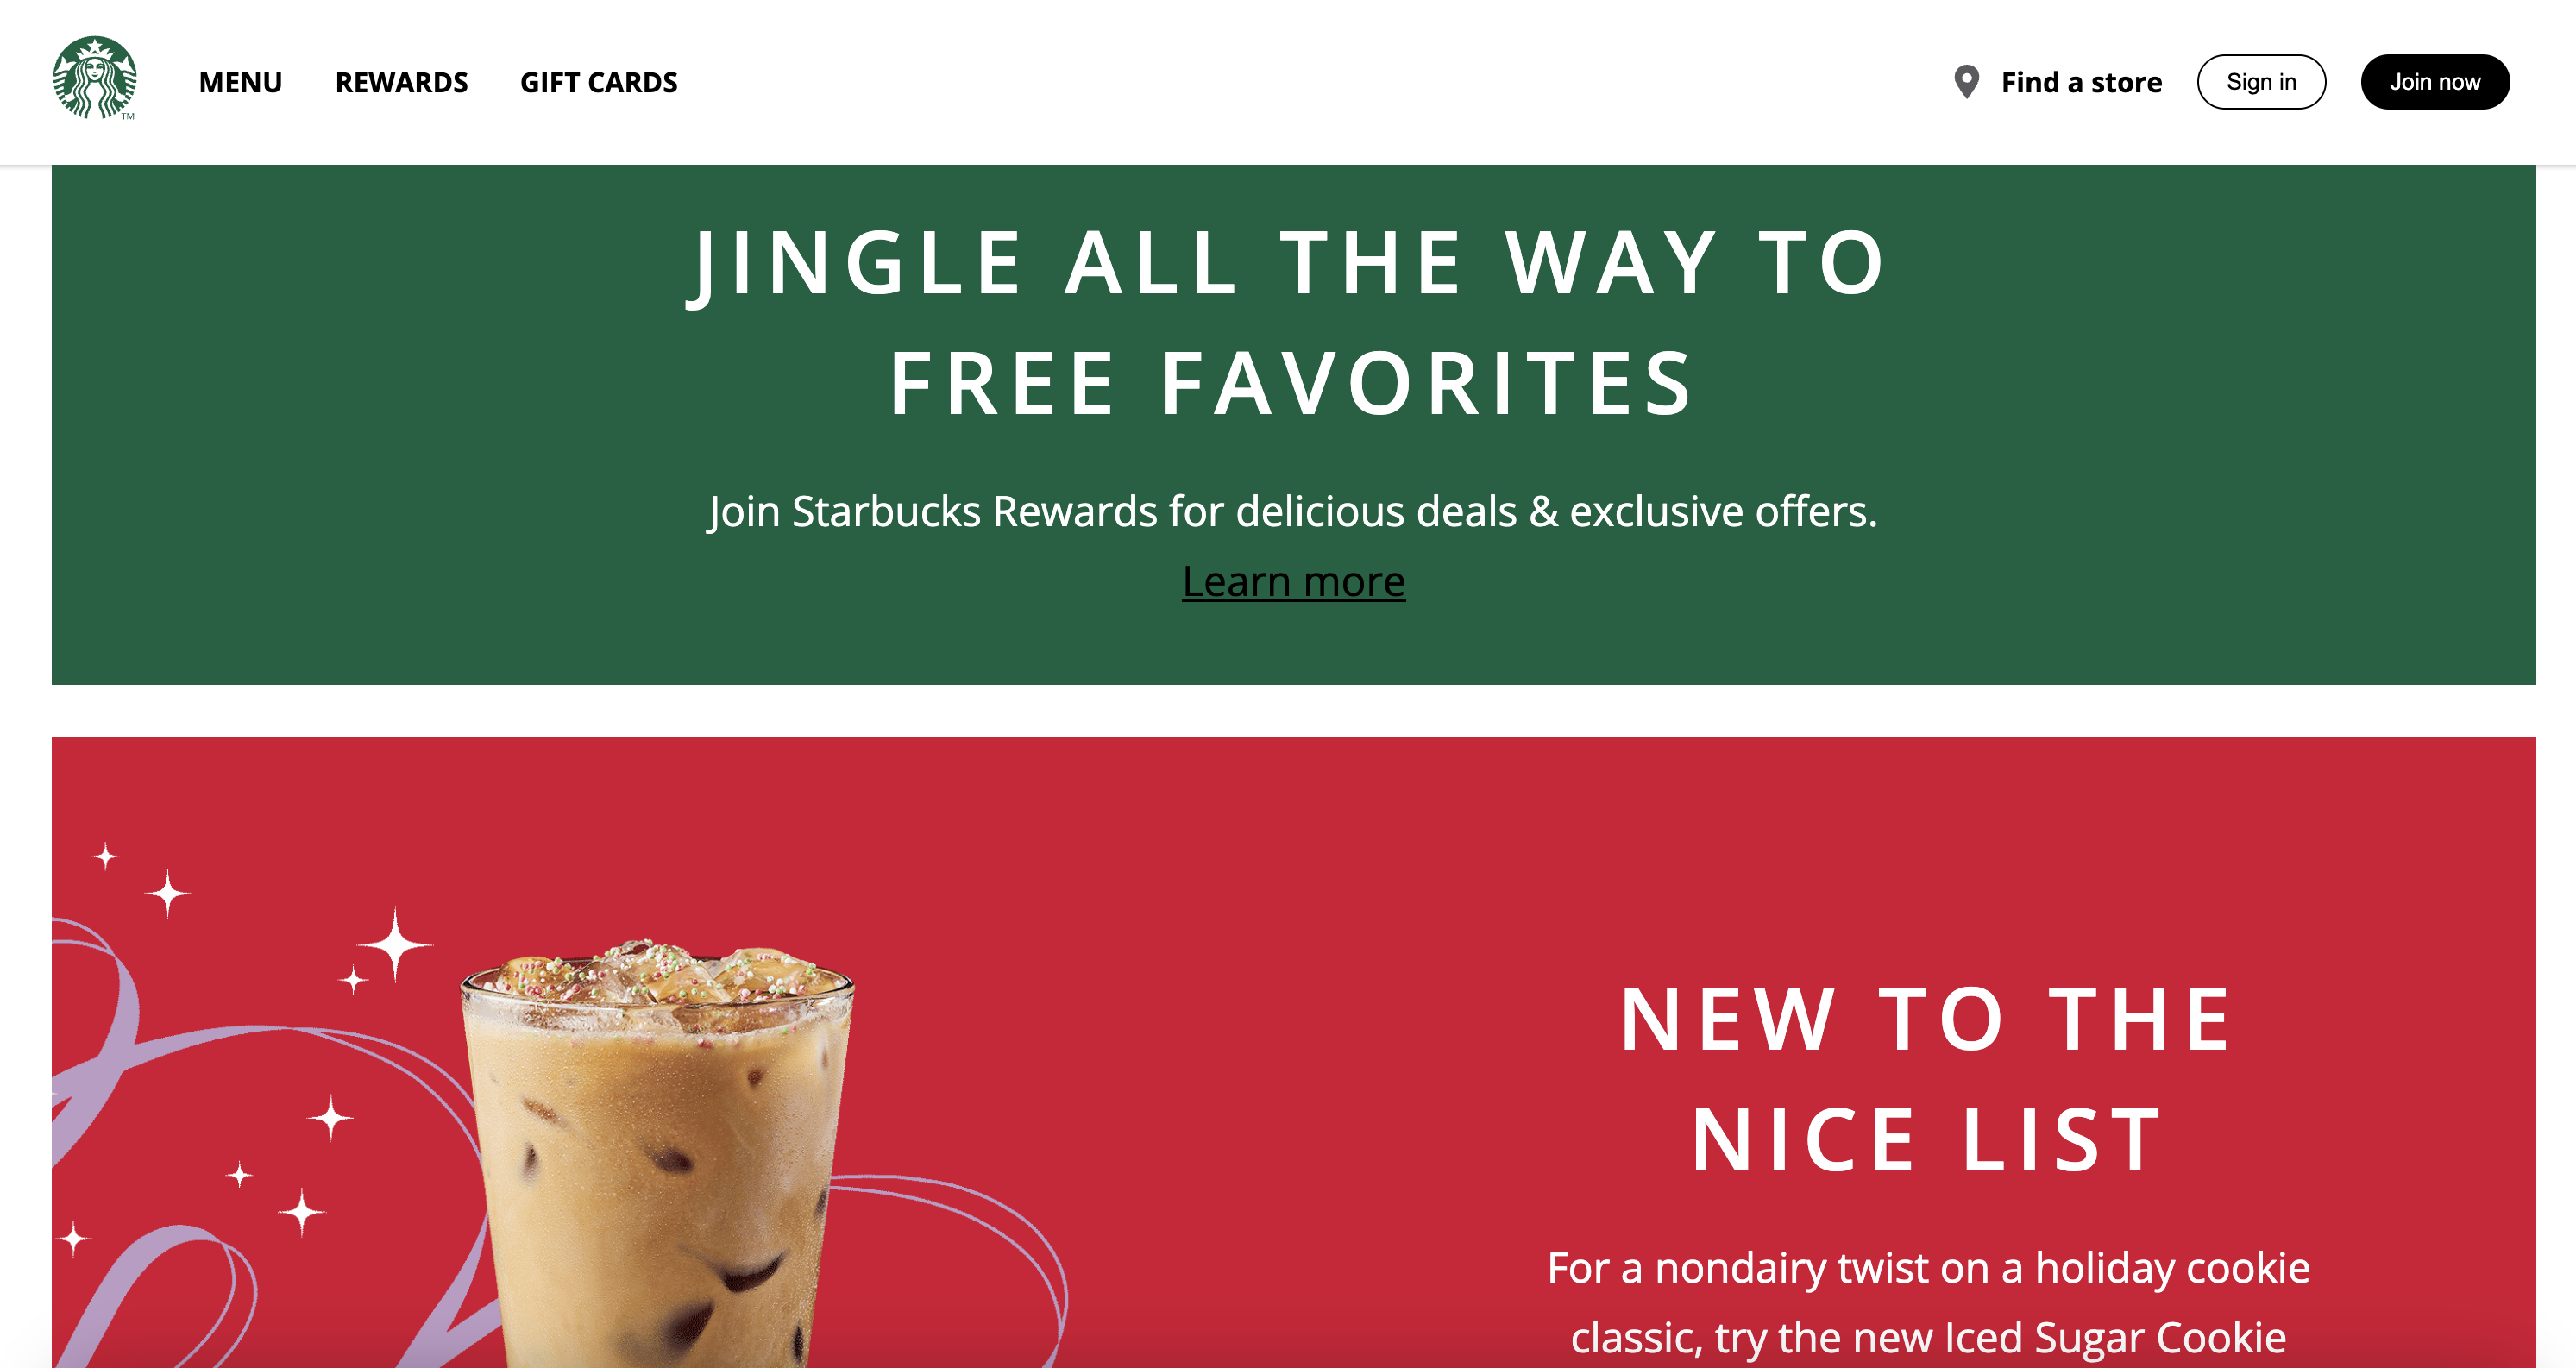 TM
MENU REWARDS GIFT CARDS Find a store Sign in Join now
JINGLE ALL THE WAY TO
FREE FAVORITES
Join Starbucks Rewards for delicious deals & exclusive offers.
Learn more
NEW TO THE
NICE LIST
For a nondairy twist on a holiday cookie
classic, try the new Iced Sugar Cookie